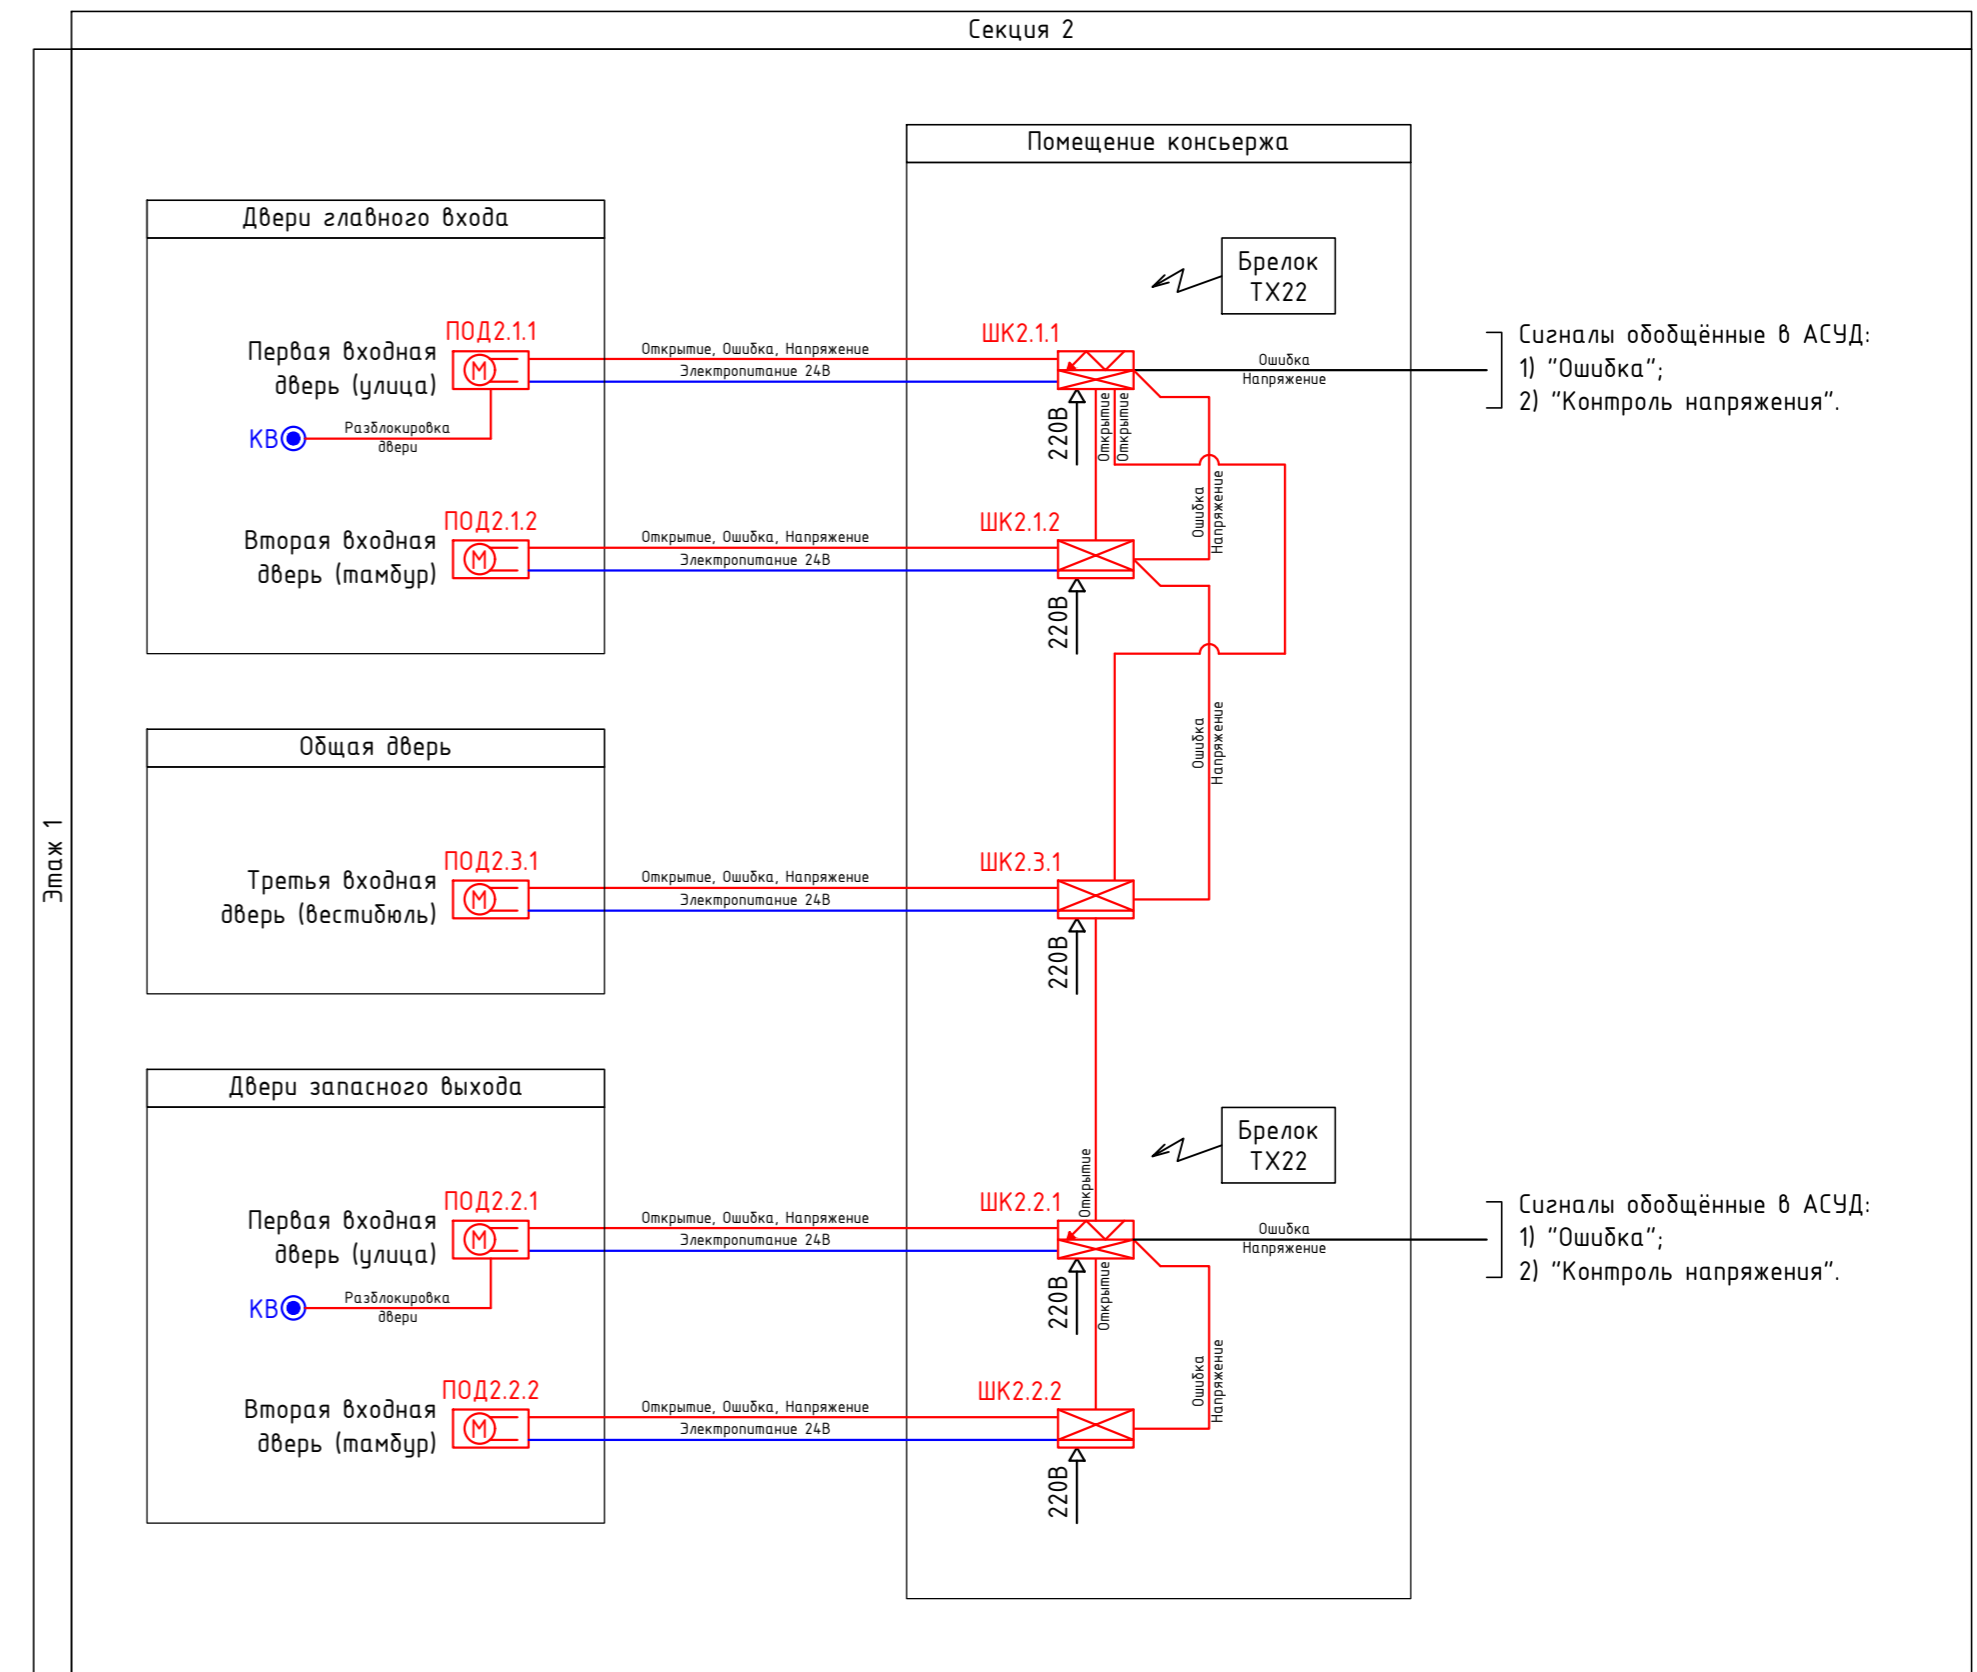 Секция 2
Этаж 1
Помещение консьержа
Двери главного входа
Брелок
TX22
Первая входная
дверь (улица)
ПОД2.1.1
Открытие, Ошибка, Напряжение
Электропитание 24В
ШК2.1.1
220В
Открытие
Открытие
Ошибка
Напряжение
Сигналы обобщённые в АСУД:
1) "Ошибка";
2) "Контроль напряжения".
КВ
Разблокировка
двери
Ошибка
Напряжение
Вторая входная
дверь (тамбур)
ПОД2.1.2
Открытие, Ошибка, Напряжение
Электропитание 24В
ШК2.1.2
220В
Ошибка
Напряжение
Общая дверь
Третья входная
дверь (вестибюль)
ПОД2.3.1
Открытие, Ошибка, Напряжение
Электропитание 24В
ШК2.3.1
220В
Двери запасного выхода
Брелок
TX22
Открытие
Первая входная
дверь (улица)
ПОД2.2.1
Открытие, Ошибка, Напряжение
Электропитание 24В
ШК2.2.1
220В
Открытие
Ошибка
Напряжение
Сигналы обобщённые в АСУД:
1) "Ошибка";
2) "Контроль напряжения".
КВ
Разблокировка
двери
Ошибка
Напряжение
Вторая входная
дверь (тамбур)
ПОД2.2.2
Открытие, Ошибка, Напряжение
Электропитание 24В
ШК2.2.2
220В
М
М
М
М
М